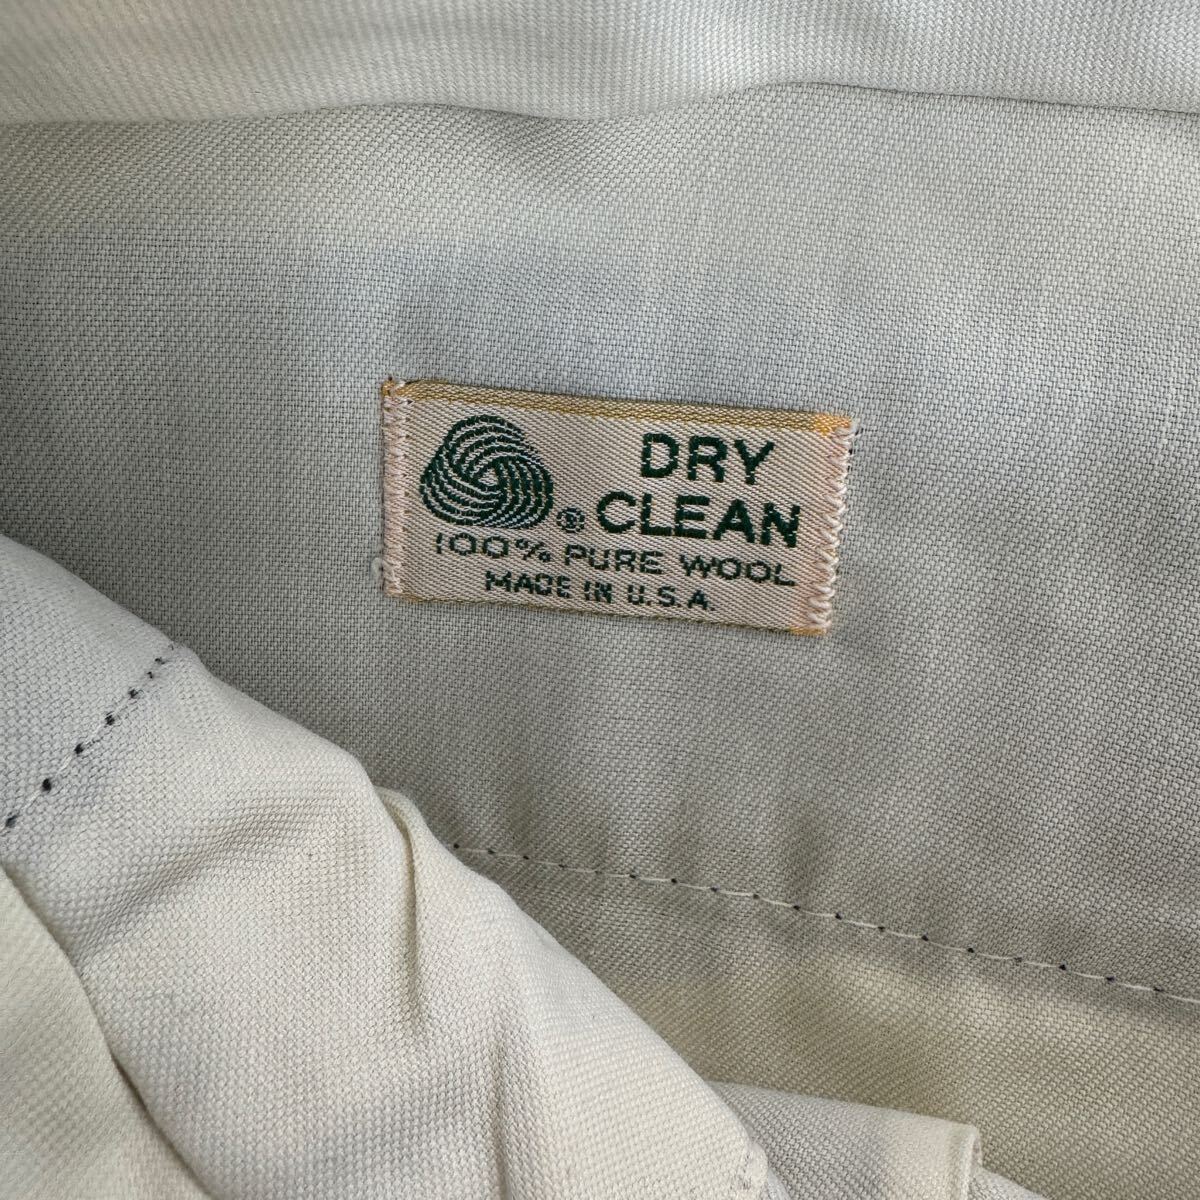 DRY
CLEAN
100% PURE WOOL
MADE IN U.S.A.